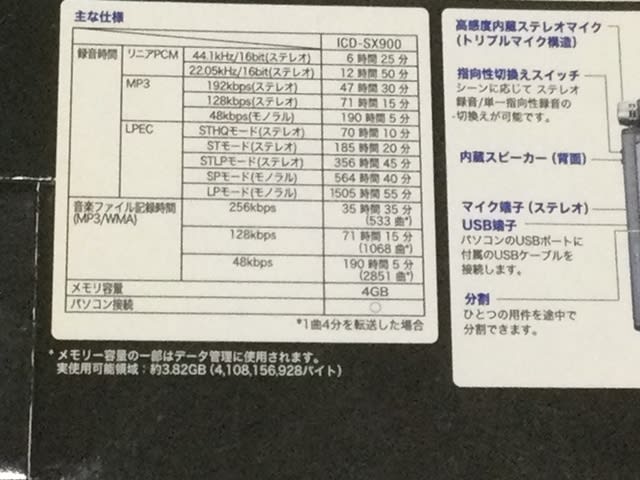 主な仕様
ICD-SX900
録音時間 リニアPCM 44.1kHz/16bit(ステレオ) 6 時間 25 分
22.05kHz/16bit(ステレオ) 12 時間 50 分
MP3 192kbps(ステレオ) 47 時間 30 分
128kbps(ステレオ) 71 時間 15 分
48kbps(モノラル) 190 時間 5 分
LPEC STHQモード(ステレオ) 70 時間 10 分
STモード(ステレオ) 185 時間 20 分
STLPモード(ステレオ) 356 時間 45 分
SPモード(モノラル) 564 時間 40 分
LPモード(モノラル) 1505 時間 55 分
音楽ファイル記録時間 256kbps 35 時間 35 分
(MP3/WMA) (533 曲*)
128kbps 71 時間 15 分
(1068 曲*)
48kbps 190 時間 5 分
(2851 曲*)
メモリ容量 4GB
パソコン接続 ○
*1曲4分を転送した場合
* メモリー容量の一部はデータ管理に使用されます。
実使用可能領域：約3.82GB (4,108,156,928バイト)
高感度内蔵ステレオマイク
(トリプルマイク構造)
指向性切換えスイッチ
シーンに応じて ステレオ
録音/単一指向性録音の
切換えが可能です。
内蔵スピーカー (背面)
マイク端子 (ステレオ)
USB端子
パソコンのUSBポートに
付属のUSBケーブルを
接続します。
分割
ひとつの用件を途中で
分割できます。